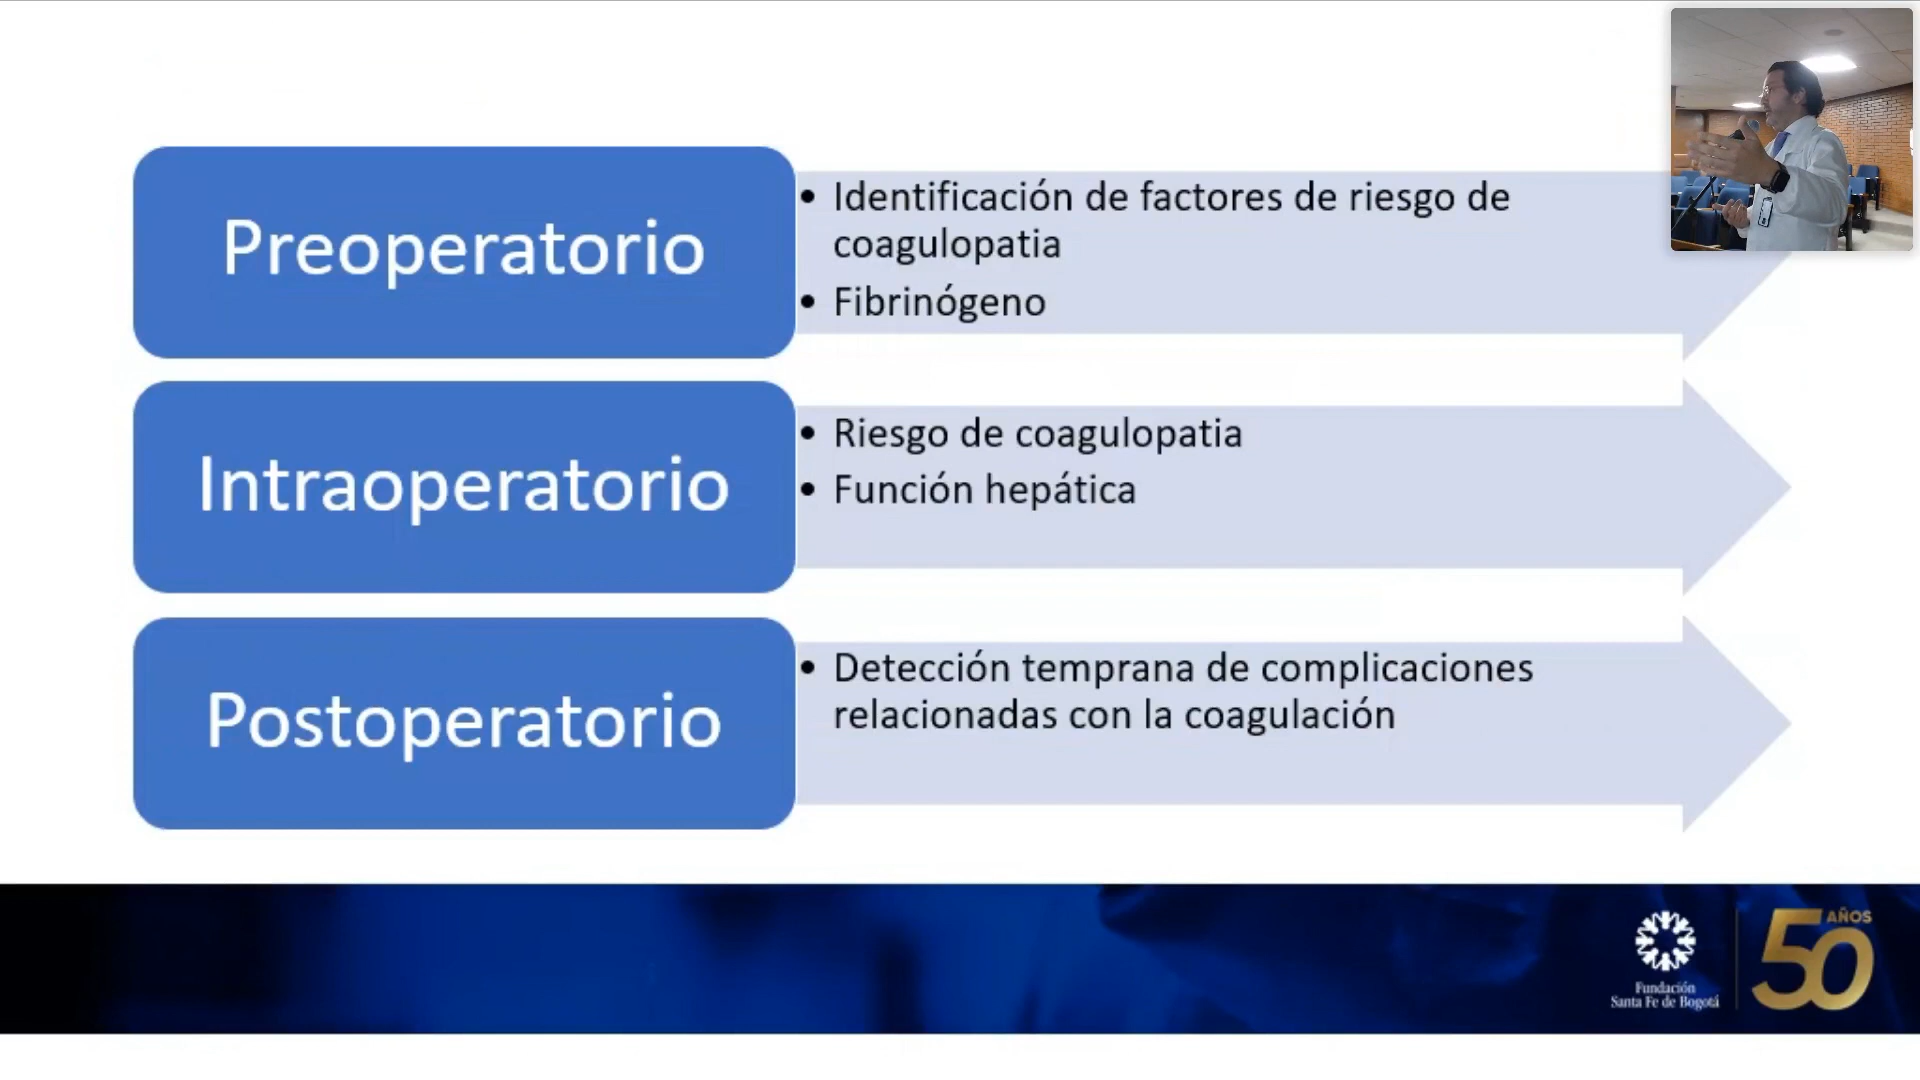 Preoperatorio
• Identificación de factores de riesgo de
coagulopatia
• Fibrinógeno
Intraoperatorio
• Riesgo de coagulopatia
• Función hepática
Postoperatorio
• Detección temprana de complicaciones
relacionadas con la coagulación
Fundación
Santa Fe de Bogotá
50 AÑOS